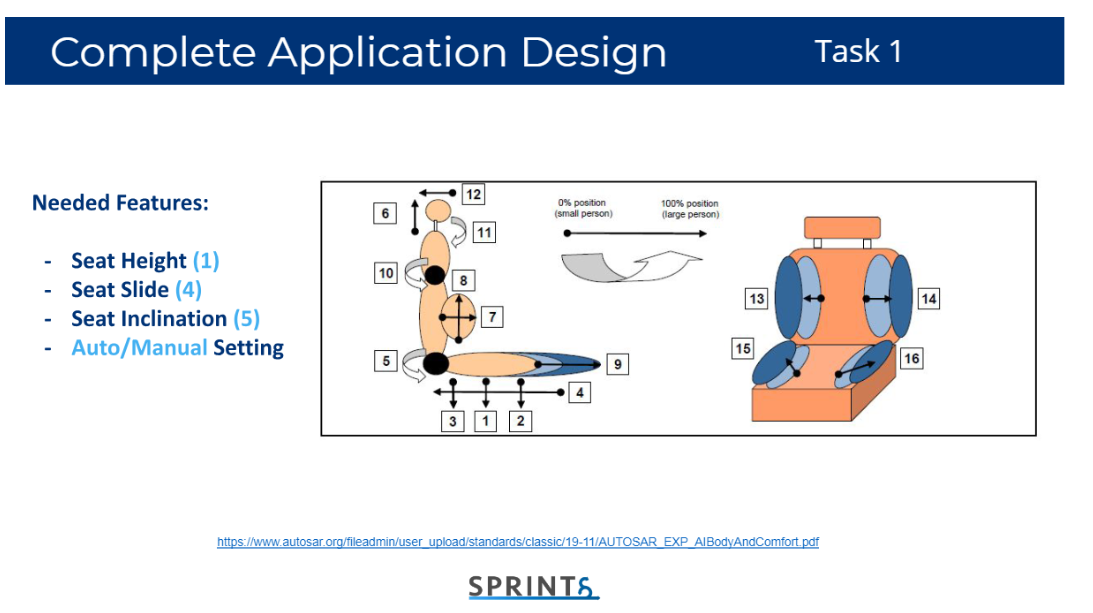 Complete Application Design
Task 1
Needed Features:
- Seat Height (1)
- Seat Slide (4)
- Seat Inclination (5)
- Auto/Manual Setting
12
6
11
10
8
7
5
9
4
3
1
2
0% position
(small person)
100% position
(large person)
13
14
15
16
https://www.autosar.org/fileadmin/user_upload/standards/classic/19-11/AUTOSAR_EXP_AIBodyAndComfort.pdf
SPRINTS